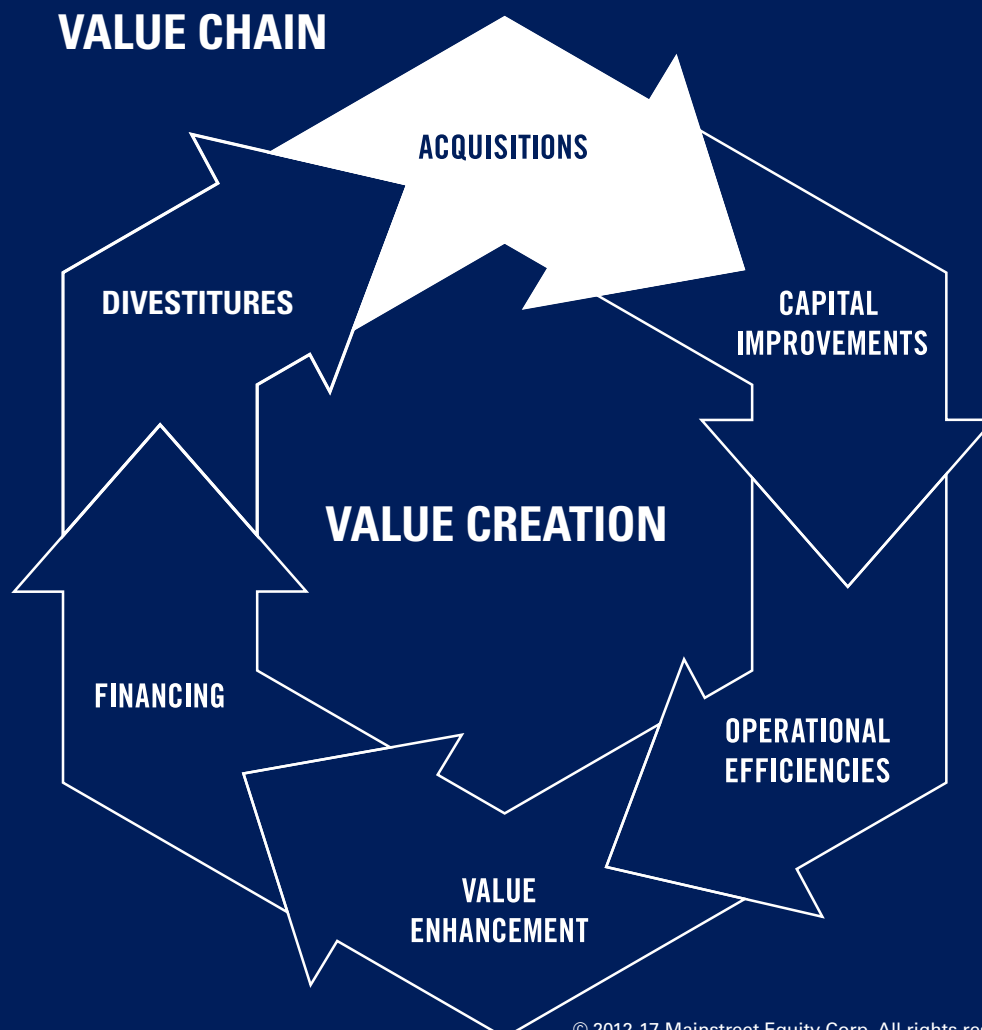 VALUE CHAIN
ACQUISITIONS
CAPITAL
IMPROVEMENTS
OPERATIONAL
EFFICIENCIES
VALUE
ENHANCEMENT
FINANCING
DIVESTITURES
VALUE CREATION
© 2012-17 Mainstreet Equity Corp. All rights